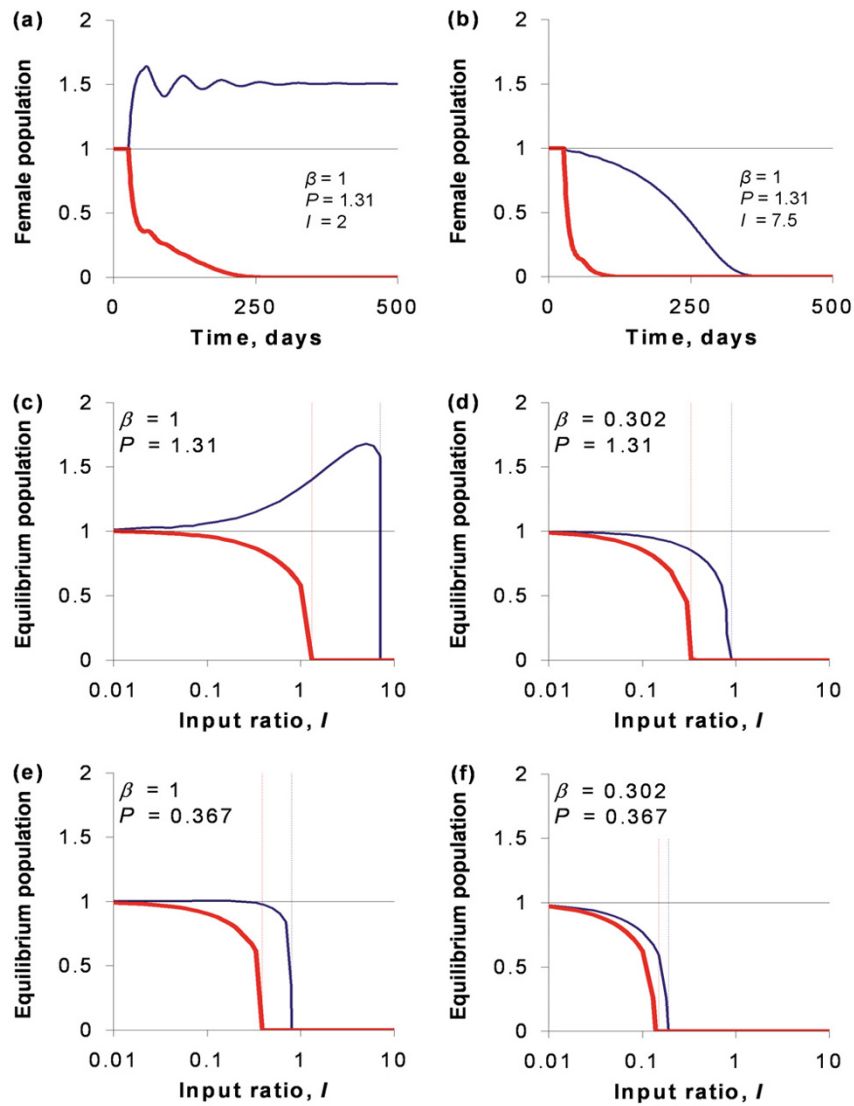 (a)
Female population
2
1.5
1
0.5
0
β = 1
P = 1.31
I = 2
0
250
500
Time, days
(b)
Female population
2
1.5
1
0.5
0
β = 1
P = 1.31
I = 7.5
0
250
500
Time, days
(c)
Equilibrium population
2
1.5
1
0.5
0
β = 1
P = 1.31
0.01
0.1
1
10
Input ratio, I
(d)
Equilibrium population
2
1.5
1
0.5
0
β = 0.302
P = 1.31
0.01
0.1
1
10
Input ratio, I
(e)
Equilibrium population
2
1.5
1
0.5
0
β = 1
P = 0.367
0.01
0.1
1
10
Input ratio, I
(f)
Equilibrium population
2
1.5
1
0.5
0
β = 0.302
P = 0.367
0.01
0.1
1
10
Input ratio, I